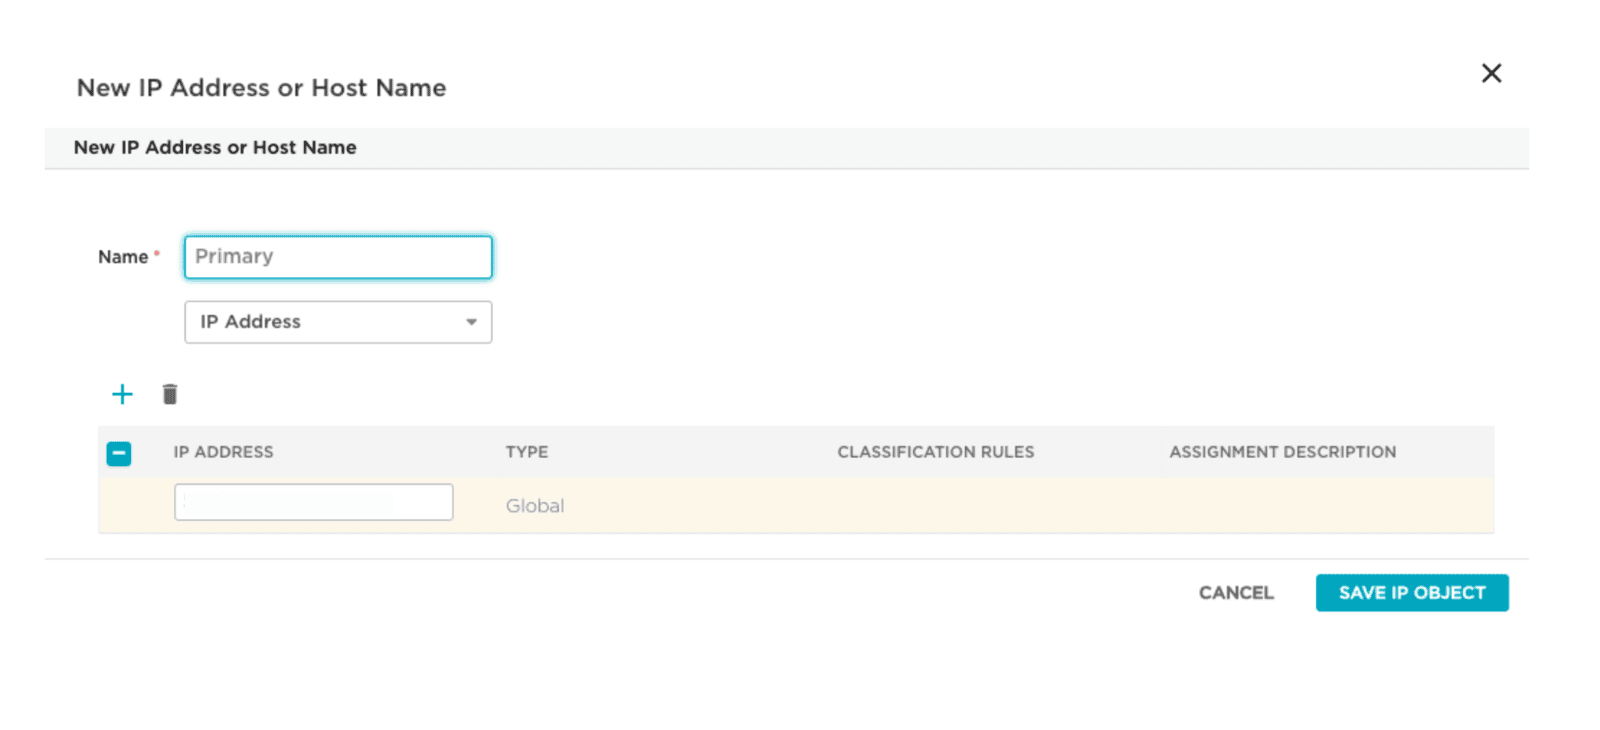 New IP Address or Host Name
New IP Address or Host Name
Name * Primary
IP Address
IP ADDRESS TYPE CLASSIFICATION RULES ASSIGNMENT DESCRIPTION
Global
CANCEL SAVE IP OBJECT